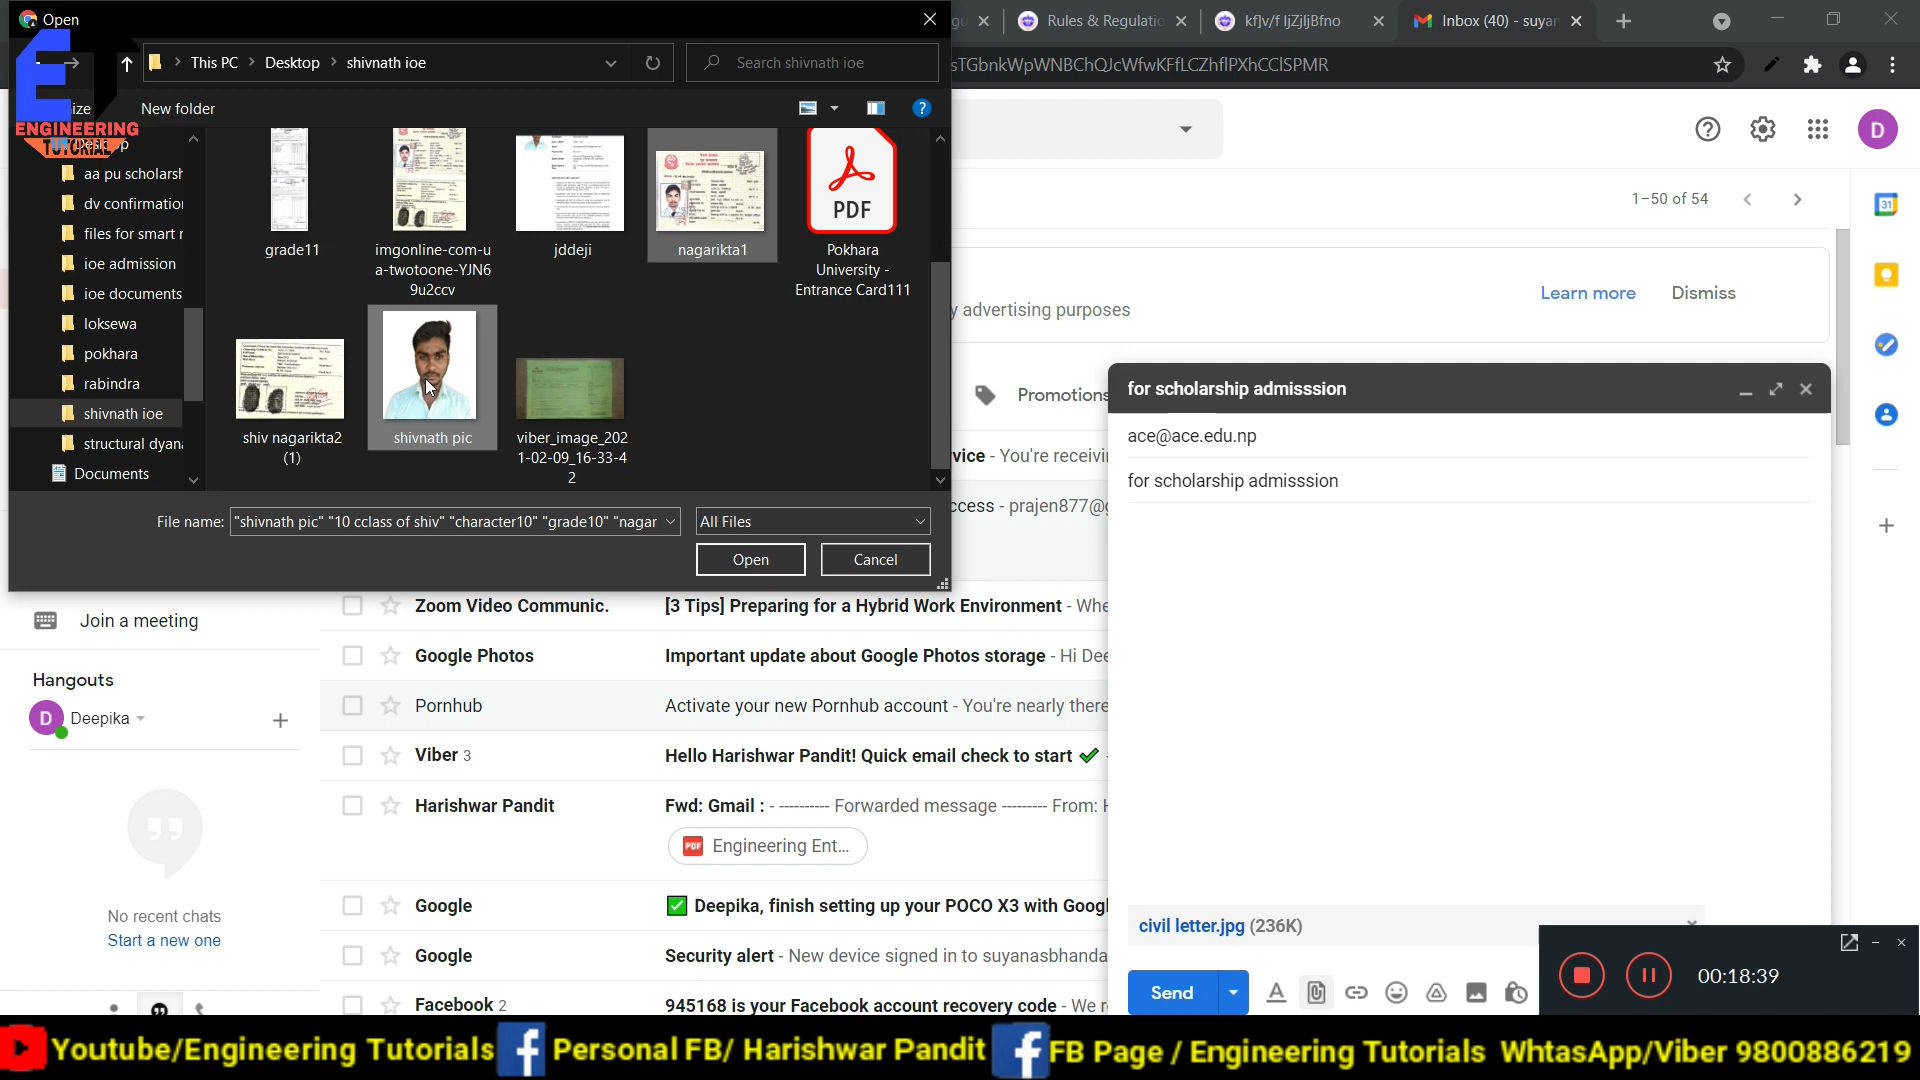 Open
Rules & Regulatio
kf]v/f ljZjljBfno
Inbox (40) - suyan
This PC
Desktop
shivnath ioe
Search shivnath ioe
sTGbnkWpWNBChQJcWfwKFfLCZhflPXhCClSPMR
ize
New folder
ENGINEERING
TUTORIAL
aa pu scholarsh
dv confirmation
files for smart r
ioe admission
ioe documents
loksewa
pokhara
rabindra
shivnath ioe
structural dyana
Documents
grade11
imgonline-com-u
a-twotoone-YJN6
9u2ccv
jddeji
nagarikta1
PDF
Pokhara
University -
Entrance Card111
shiv nagarikta2
(1)
shivnath pic
viber_image_202
1-02-09_16-33-4
2
File name:
"shivnath pic" "10 cclass of shiv" "character10" "grade10" "nagar
All Files
Open
Cancel
D
1–50 of 54
31
y advertising purposes
Learn more
Dismiss
Promotions
vice - You're receivi
ccess - prajen877@g
for scholarship admisssion
ace@ace.edu.np
for scholarship admisssion
Join a meeting
Hangouts
D
Deepika
No recent chats
Start a new one
Zoom Video Communic.
[3 Tips] Preparing for a Hybrid Work Environment - Whe
Google Photos
Important update about Google Photos storage - Hi Dee
Pornhub
Activate your new Pornhub account - You're nearly there
Viber 3
Hello Harishwar Pandit! Quick email check to start
Harishwar Pandit
Fwd: Gmail : - ---------- Forwarded message --------- From: H
PDF
Engineering Ent...
Google
Deepika, finish setting up your POCO X3 with Googl
Google
Security alert - New device signed in to suyanasbhanda
Facebook 2
945168 is your Facebook account recovery code - We r
civil letter.jpg (236K)
Send
00:18:39
Youtube/Engineering Tutorials
Personal FB/ Harishwar Pandit
FB Page / Engineering Tutorials
WhtasApp/Viber 9800886219